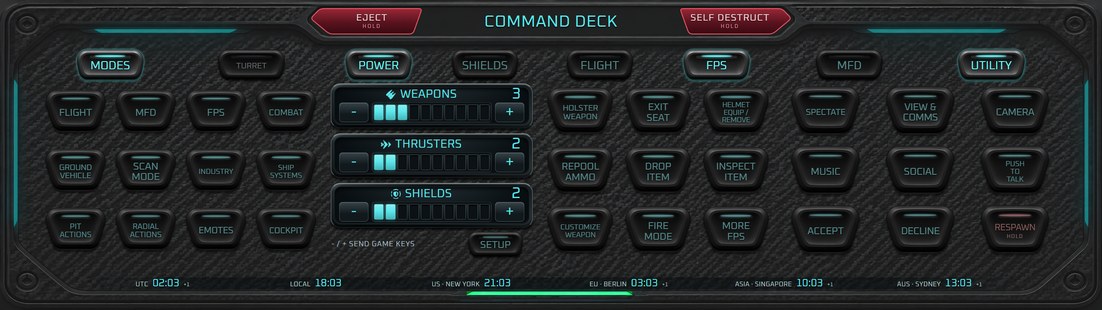 EJECT
HOLD
COMMAND DECK
SELF DESTRUCT
HOLD
MODES
TURRET
POWER
SHIELDS
FLIGHT
FPS
MFD
UTILITY
FLIGHT
MFD
FPS
COMBAT
GROUND
VEHICLE
SCAN
MODE
INDUSTRY
SHIP
SYSTEMS
PIT
ACTIONS
RADIAL
ACTIONS
EMOTES
COCKPIT
WEAPONS 3
- +
THRUSTERS 2
- +
SHIELDS 2
- +
- / + SEND GAME KEYS
SETUP
HOLSTER
WEAPON
EXIT
SEAT
HELMET
EQUIP /
REMOVE
REPOOL
AMMO
DROP
ITEM
INSPECT
ITEM
CUSTOMIZE
WEAPON
FIRE
MODE
MORE
FPS
SPECTATE
VIEW &
COMMS
CAMERA
MUSIC
SOCIAL
PUSH
TO
TALK
ACCEPT
DECLINE
RESPAWN
HOLD
UTC 02:03 +1
LOCAL 18:03
US · NEW YORK 21:03
EU · BERLIN 03:03 +1
ASIA · SINGAPORE 10:03 +1
AUS · SYDNEY 13:03 +1